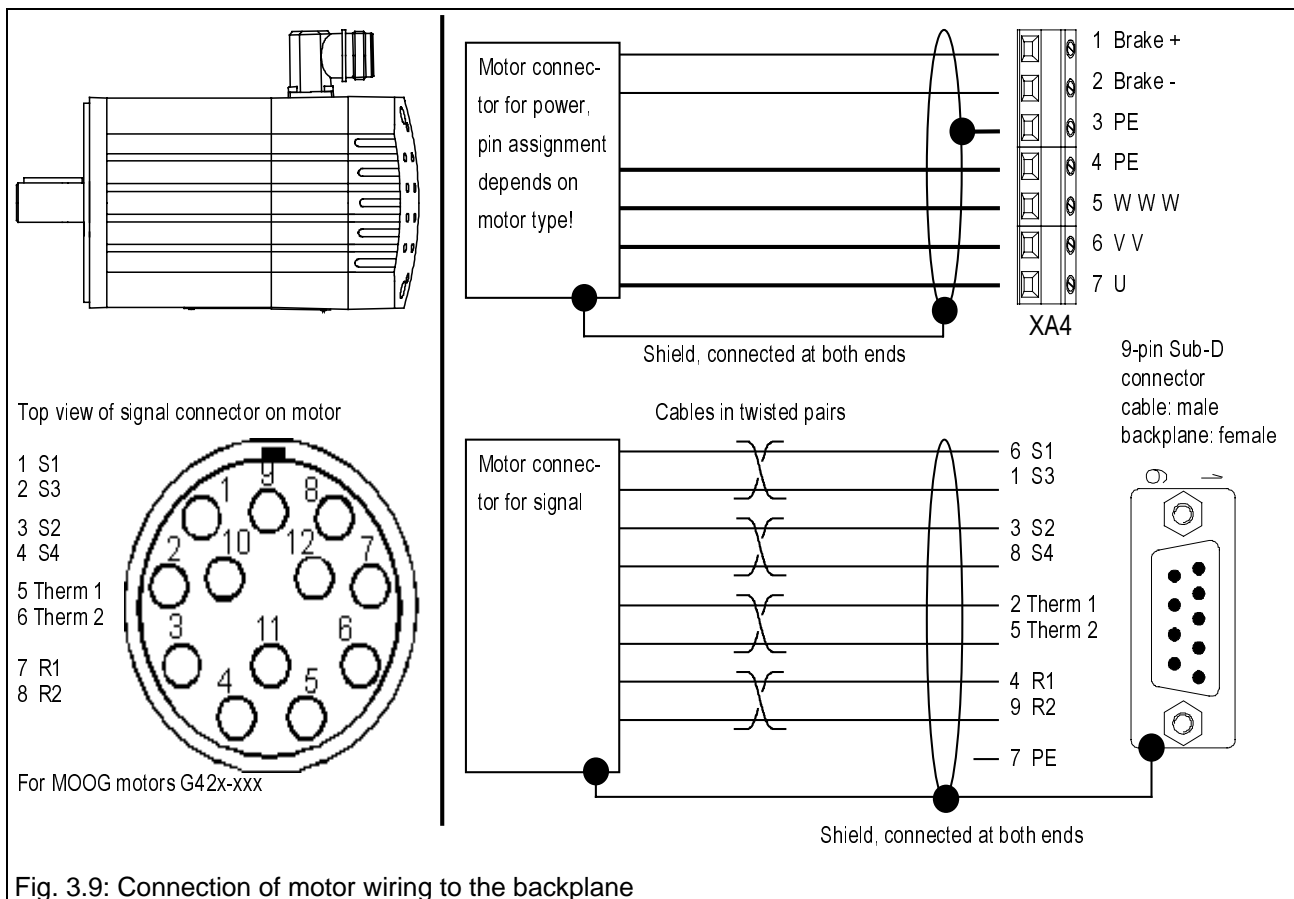 Motor connec-
tor for power,
pin assignment
depends on
motor type!
1 Brake +
2 Brake -
3 PE
4 PE
5 W W W
6 V V
7 U
XA4
Shield, connected at both ends
9-pin Sub-D
connector
cable: male
backplane: female
Top view of signal connector on motor
1 S1
2 S3
3 S2
4 S4
5 Therm 1
6 Therm 2
7 R1
8 R2
1
9
8
2
10
12
7
3
11
6
4
5
For MOOG motors G42x-xxx
Cables in twisted pairs
Motor connec-
tor for signal
6 S1
1 S3
3 S2
8 S4
2 Therm 1
5 Therm 2
4 R1
9 R2
7 PE
6 1
Shield, connected at both ends
Fig. 3.9: Connection of motor wiring to the backplane